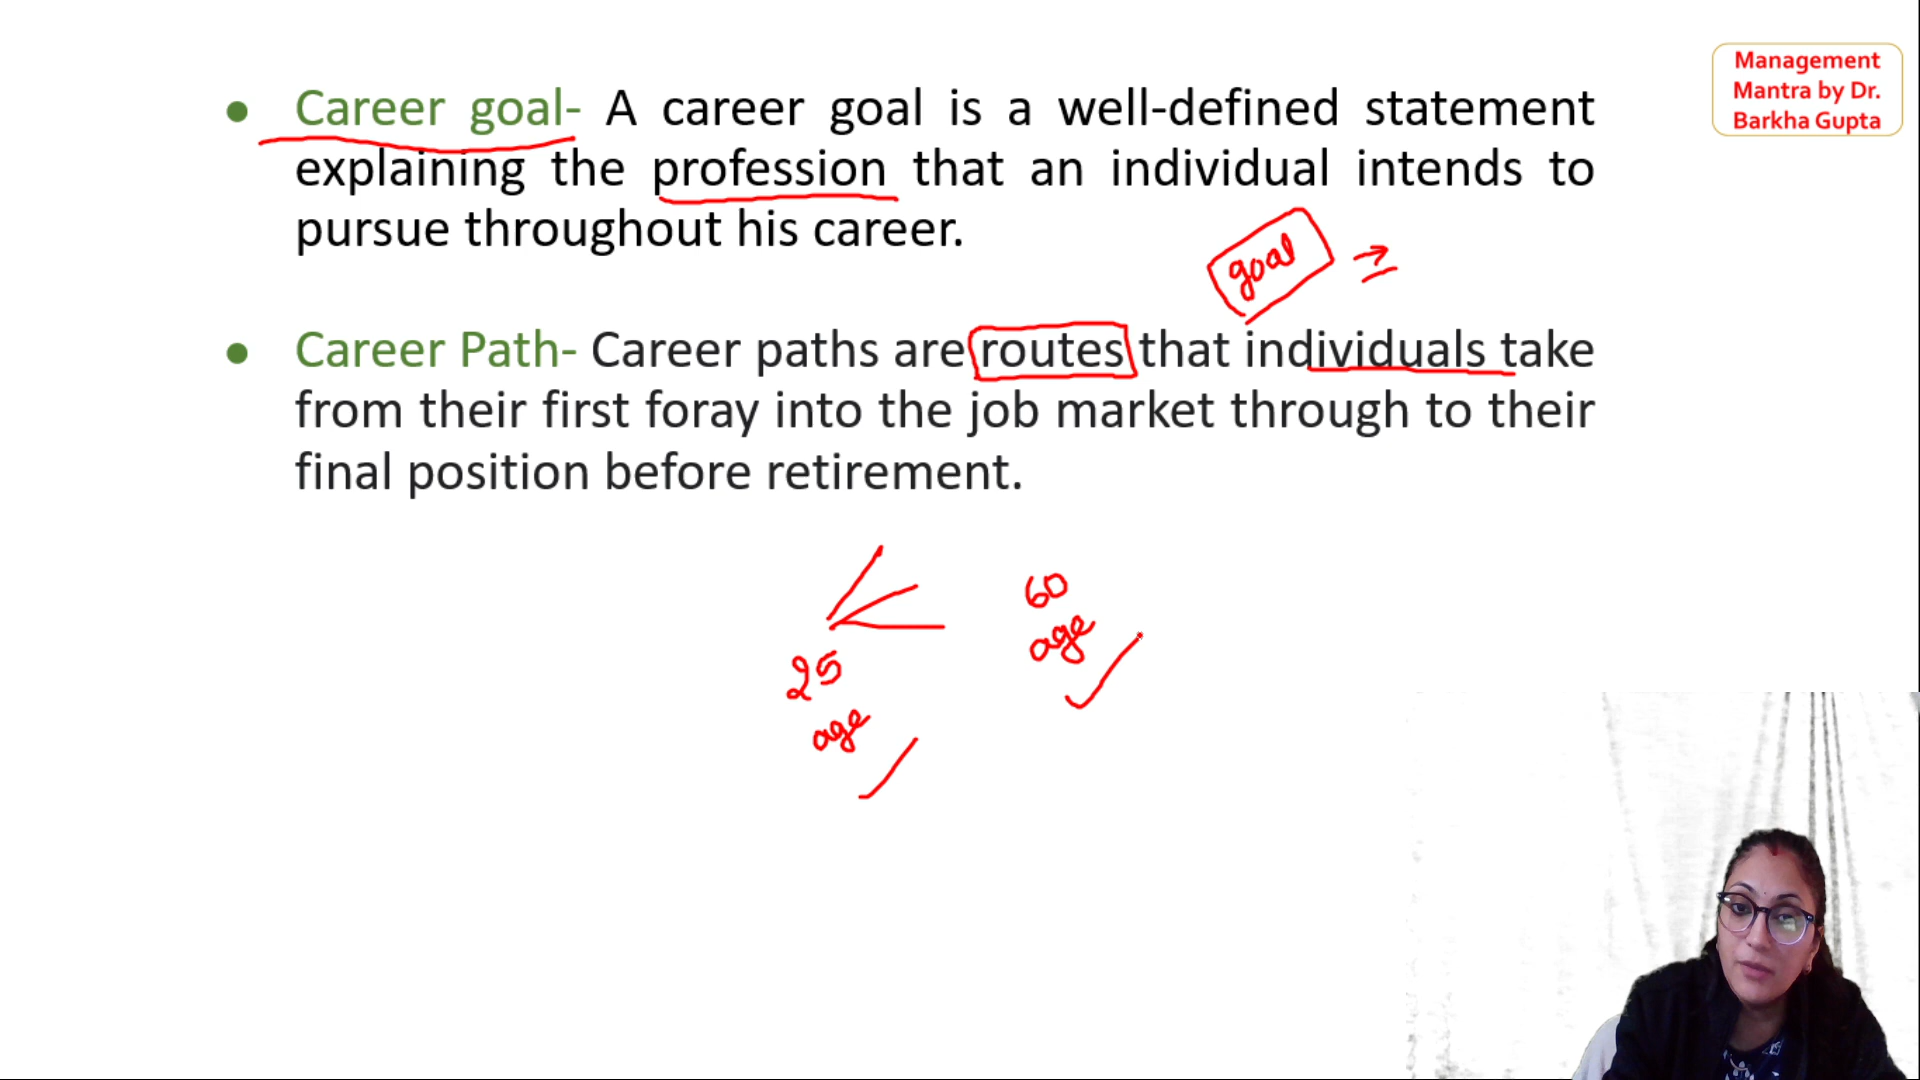 Management
Mantra by Dr.
Barkha Gupta
● Career goal- A career goal is a well-defined statement
explaining the profession that an individual intends to
pursue throughout his career.
goal →
● Career Path- Career paths are routes that individuals take
from their first foray into the job market through to their
final position before retirement.
60
age
25
age